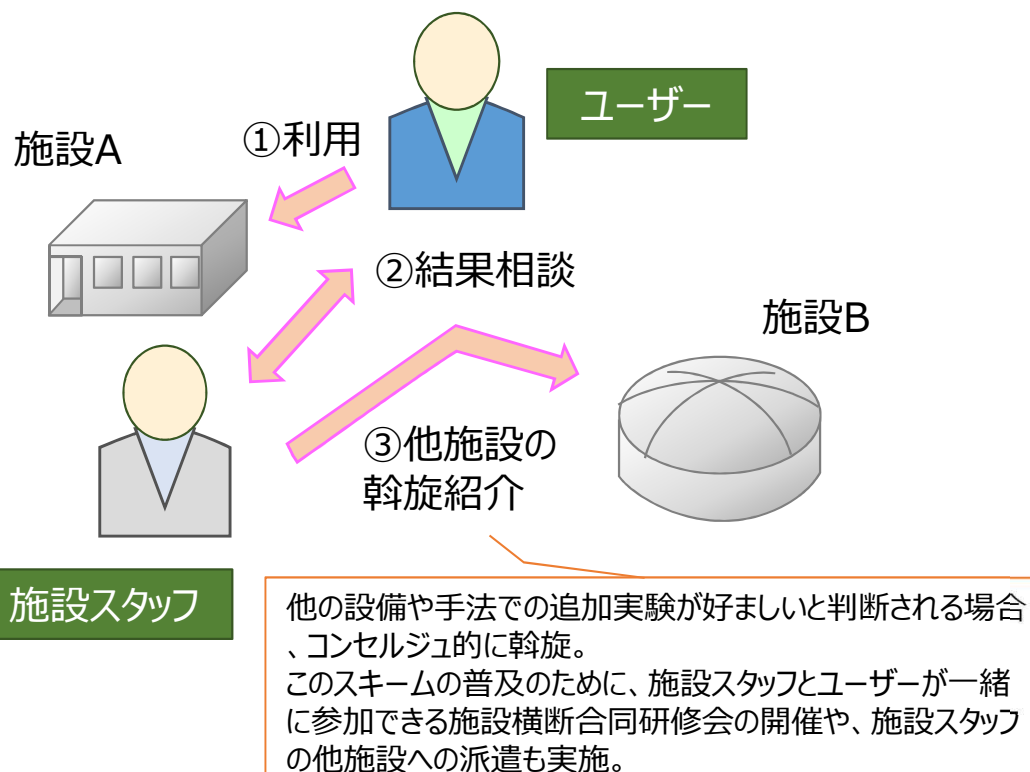 ユーザー
施設A
①利用
②結果相談
施設B
③他施設の
斡旋紹介
施設スタッフ
他の設備や手法での追加実験が好ましいと判断される場合
、コンセルジュ的に斡旋。
このスキームの普及のために、施設スタッフとユーザーが一緒
に参加できる施設横断合同研修会の開催や、施設スタッフ
の他施設への派遣も実施。